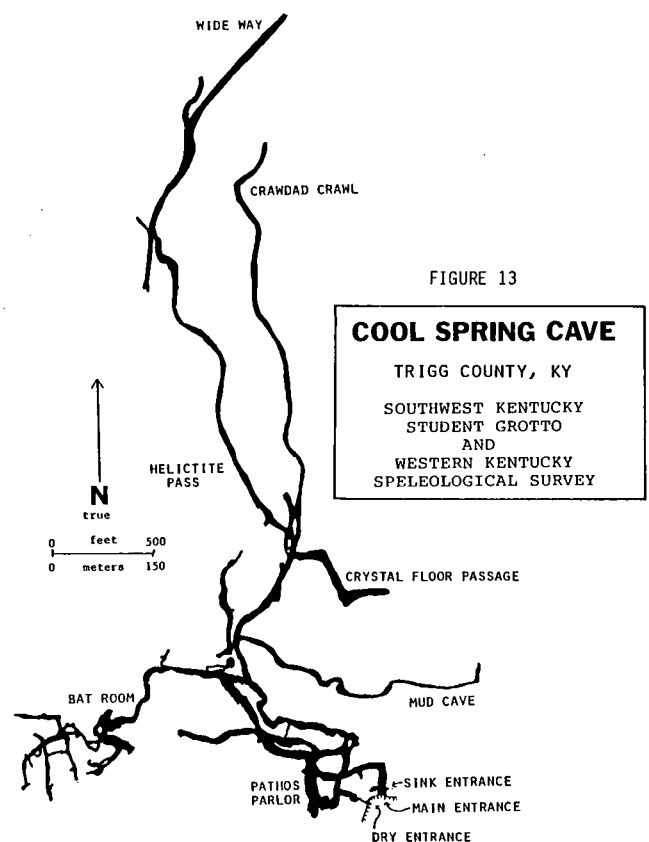 WIDE WAY
CRAWDAD CRAWL
FIGURE 13
COOL SPRING CAVE
TRIGG COUNTY, KY
SOUTHWEST KENTUCKY
STUDENT GROTTO
AND
WESTERN KENTUCKY
SPELEOLOGICAL SURVEY
HELICTITE
PASS
N
true
0 feet 500
0 meters 150
CRYSTAL FLOOR PASSAGE
BAT ROOM
MUD CAVE
PATHOS
PARLOR
SINK ENTRANCE
MAIN ENTRANCE
DRY ENTRANCE